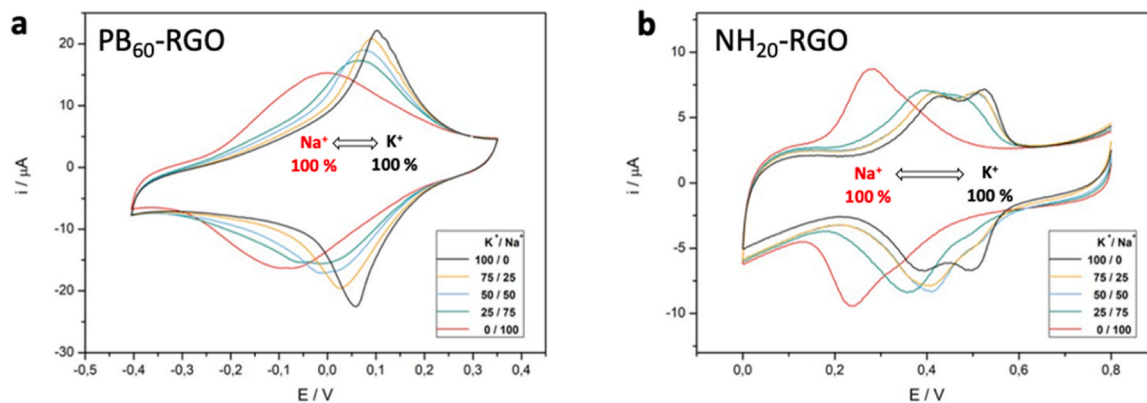 a
PB₆₀-RGO
i / µA
20
10
0
-10
-20
-30
Na⁺ K⁺
100 % 100 %
K⁺/ Na⁺
100 / 0
75 / 25
50 / 50
25 / 75
0 / 100
-0,5 -0,4 -0,3 -0,2 -0,1 0,0 0,1 0,2 0,3 0,4
E / V
b
NH₂₀-RGO
i / µA
10
5
0
-5
-10
Na⁺ K⁺
100 % 100 %
K⁺/ Na⁺
100 / 0
75 / 25
50 / 50
25 / 75
0 / 100
0,0 0,2 0,4 0,6 0,8
E / V